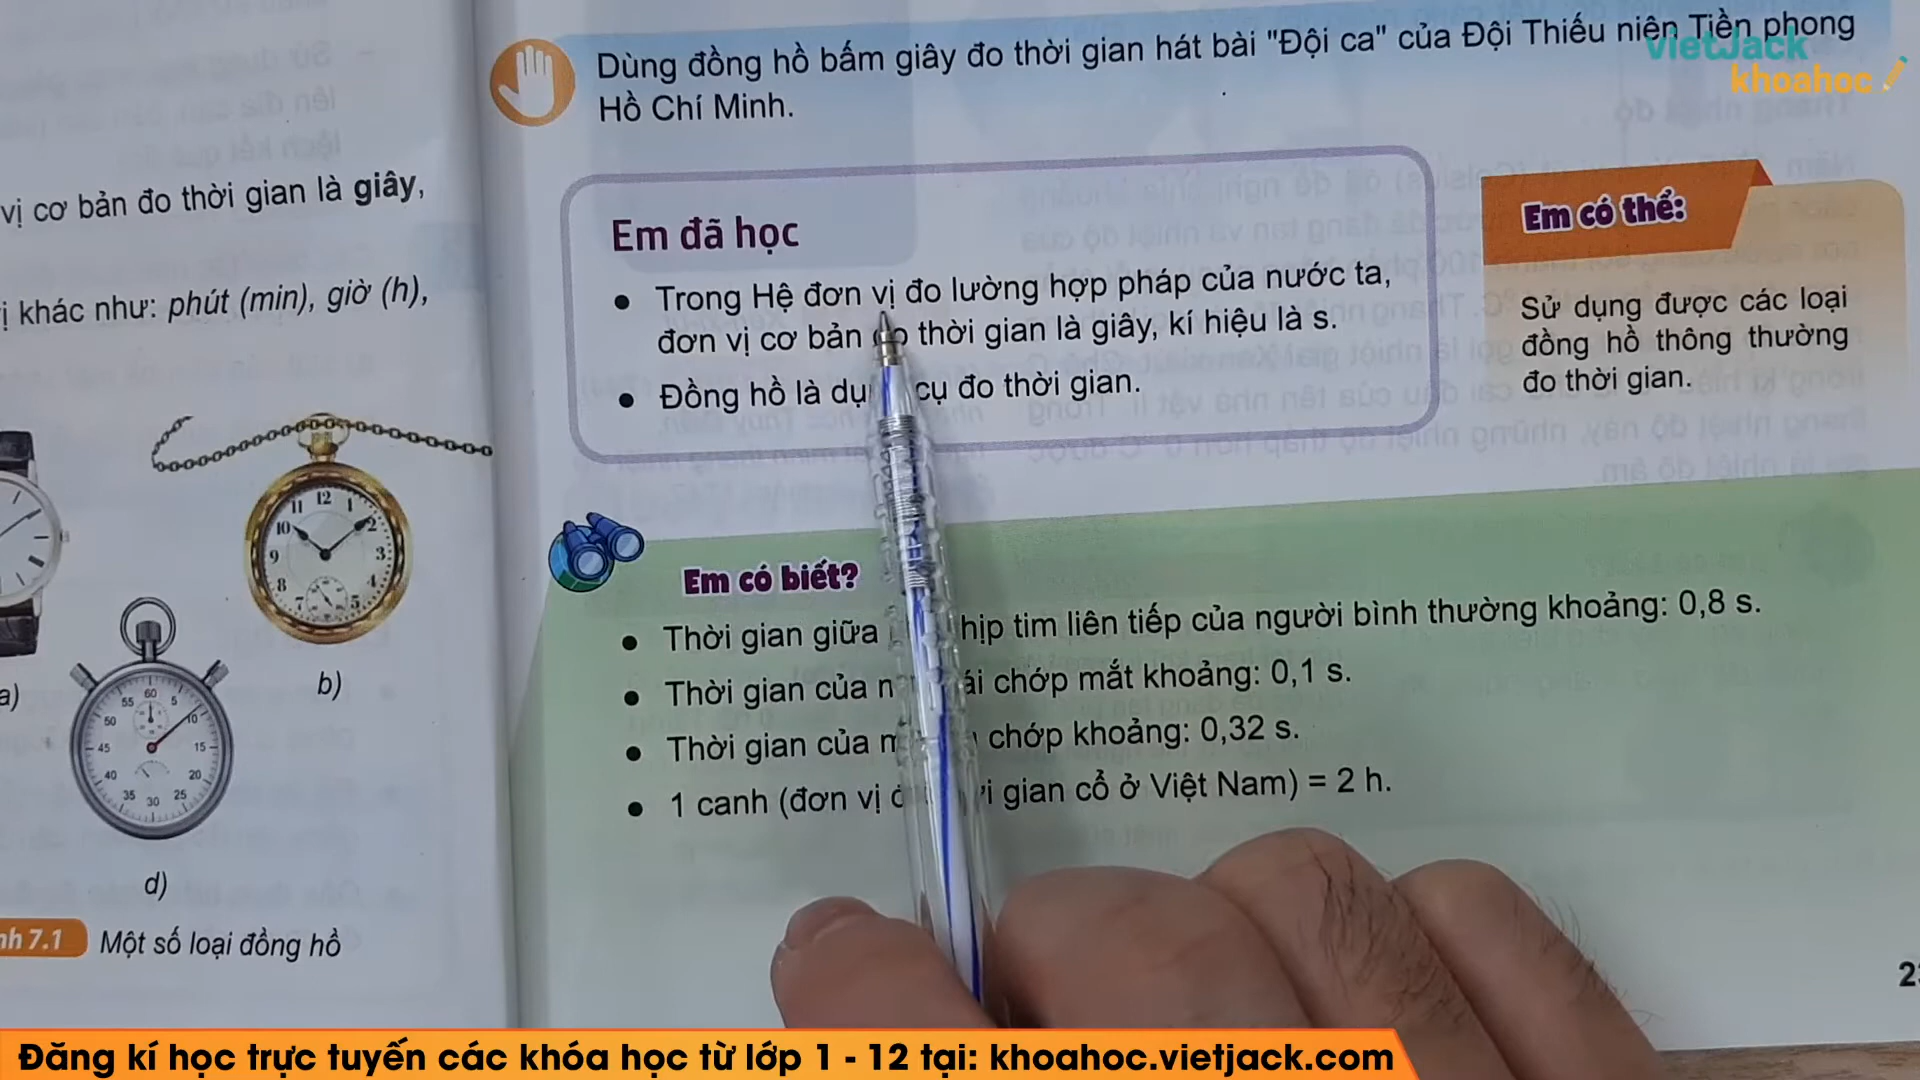 vị cơ bản đo thời gian là giây,
ị khác như: phút (min), giờ (h),
a)
b)
d)
nh 7.1 Một số loại đồng hồ
Dùng đồng hồ bấm giây đo thời gian hát bài "Đội ca" của Đội Thiếu niên Tiền phong
Hồ Chí Minh.
Em đã học
• Trong Hệ đơn vị đo lường hợp pháp của nước ta,
đơn vị cơ bản đo thời gian là giây, kí hiệu là s.
• Đồng hồ là dụ cụ đo thời gian.
Em có thể:
Sử dụng được các loại
đồng hồ thông thường
đo thời gian.
Em có biết?
• Thời gian giữa hịp tim liên tiếp của người bình thường khoảng: 0,8 s.
• Thời gian của m ái chớp mắt khoảng: 0,1 s.
• Thời gian của m chớp khoảng: 0,32 s.
• 1 canh (đơn vị đ ời gian cổ ở Việt Nam) = 2 h.
vietJack
khoahoc
Đăng kí học trực tuyến các khóa học từ lớp 1 - 12 tại: khoahoc.vietjack.com